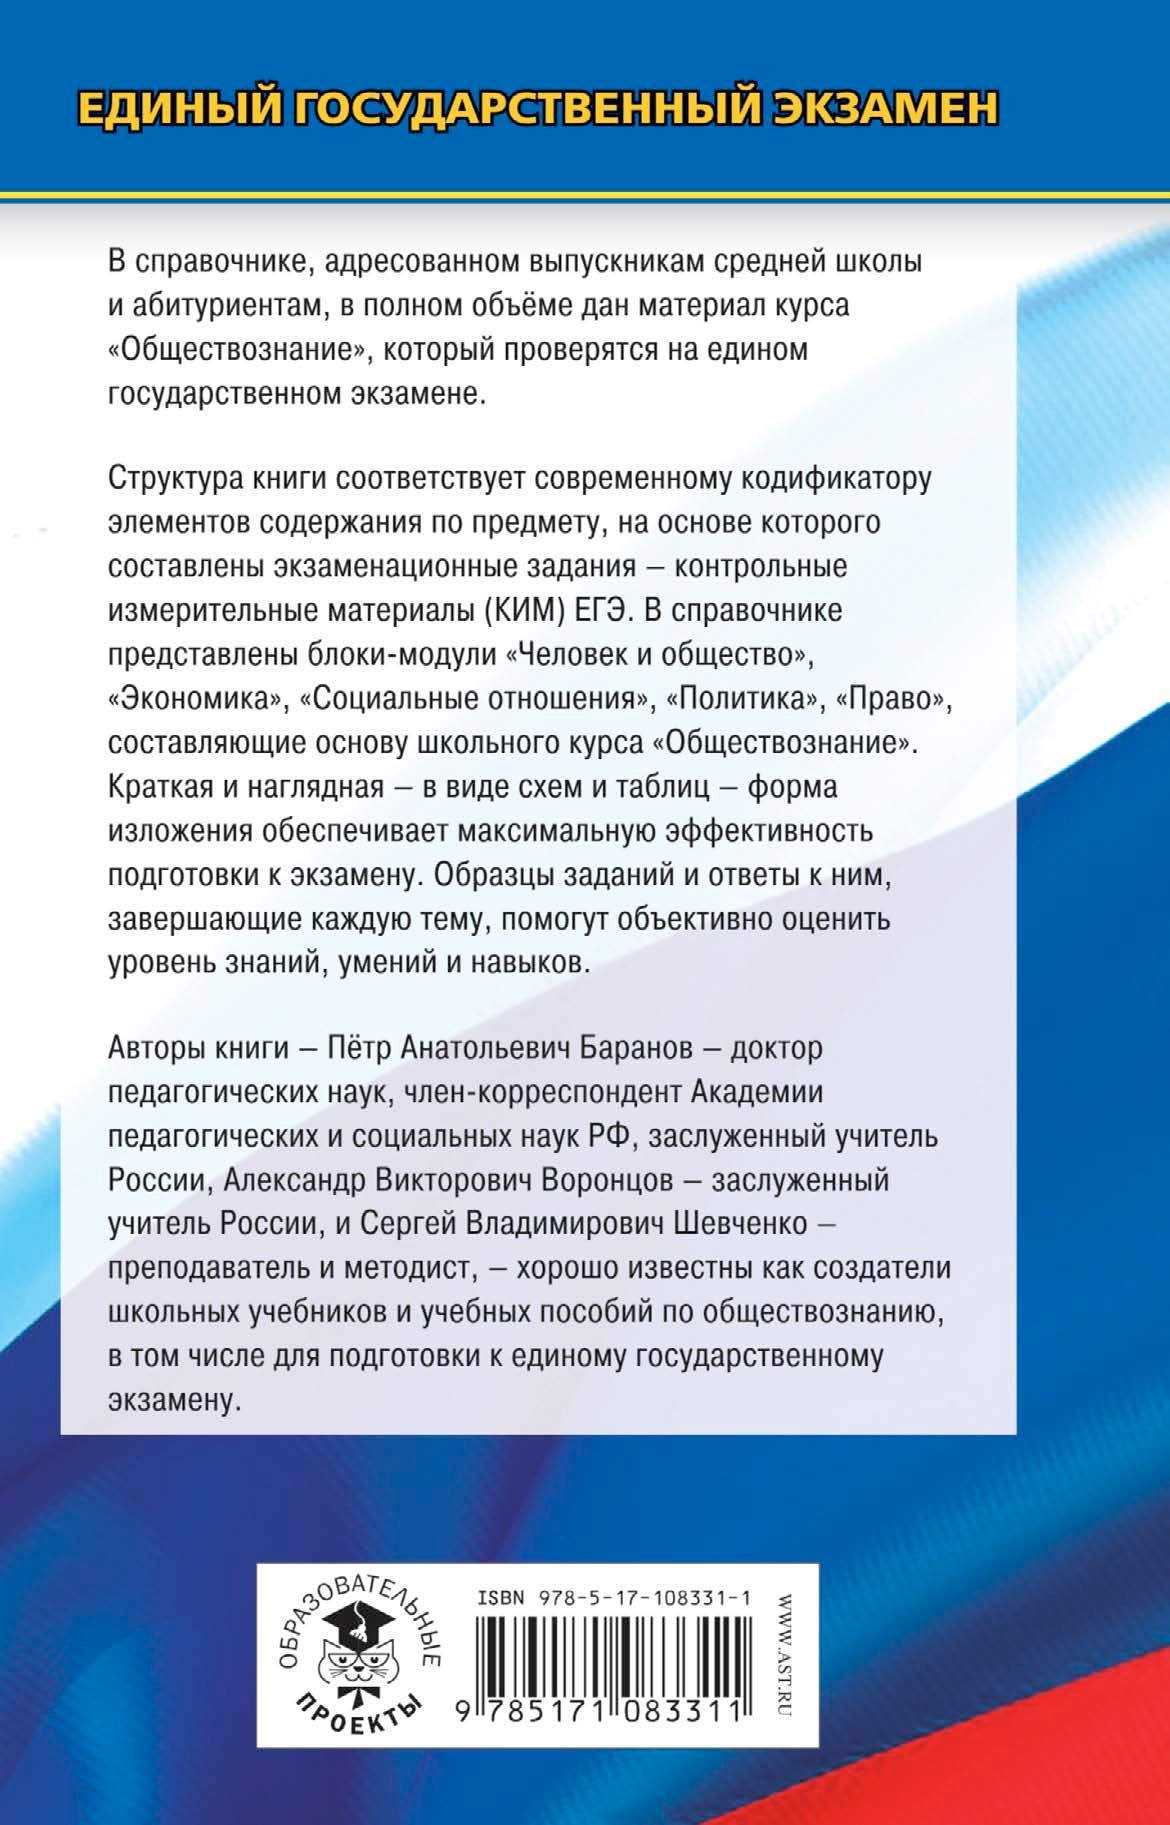 ЕДИНЫЙ ГОСУДАРСТВЕННЫЙ ЭКЗАМЕН
В справочнике, адресованном выпускникам средней школы
и абитуриентам, в полном объёме дан материал курса
«Обществознание», который проверятся на едином
государственном экзамене.
Структура книги соответствует современному кодификатору
элементов содержания по предмету, на основе которого
составлены экзаменационные задания – контрольные
измерительные материалы (КИМ) ЕГЭ. В справочнике
представлены блоки-модули «Человек и общество»,
«Экономика», «Социальные отношения», «Политика», «Право»,
составляющие основу школьного курса «Обществознание».
Краткая и наглядная – в виде схем и таблиц – форма
изложения обеспечивает максимальную эффективность
подготовки к экзамену. Образцы заданий и ответы к ним,
завершающие каждую тему, помогут объективно оценить
уровень знаний, умений и навыков.
Авторы книги – Пётр Анатольевич Баранов – доктор
педагогических наук, член-корреспондент Академии
педагогических и социальных наук РФ, заслуженный учитель
России, Александр Викторович Воронцов – заслуженный
учитель России, и Сергей Владимирович Шевченко –
преподаватель и методист, – хорошо известны как создатели
школьных учебников и учебных пособий по обществознанию,
в том числе для подготовки к единому государственному
экзамену.
ОБРАЗОВАТЕЛЬНЫЕ
ПРОЕКТЫ
ISBN 978-5-17-108331-1
9 785171 083311
WWW.AST.RU